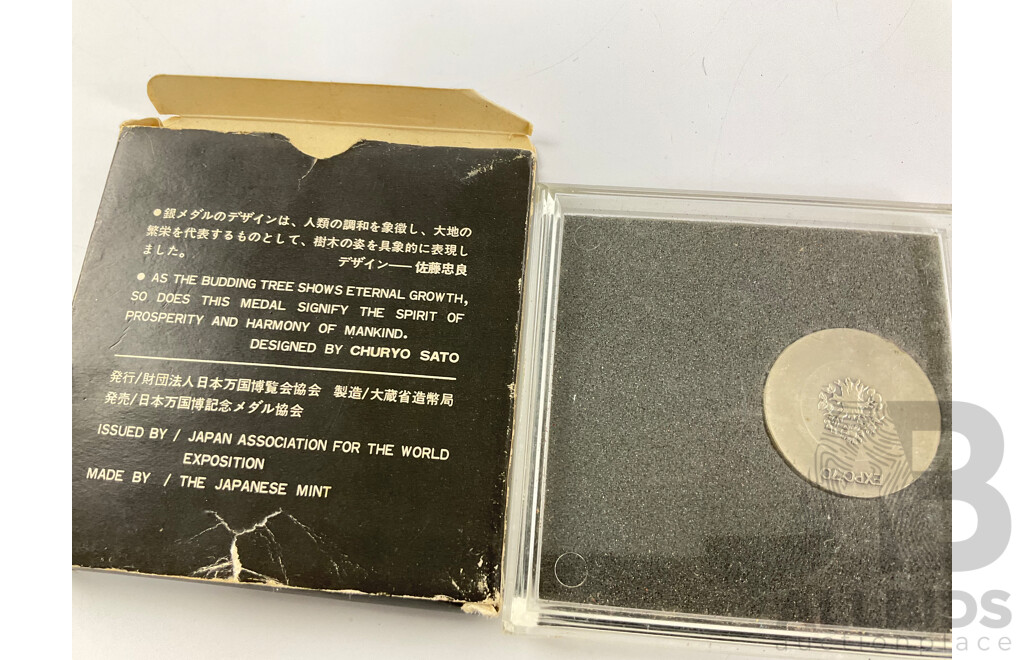 ●銀メダルのデザインは、人類の調和を象徴し、大地の
繁栄を代表するものとして、樹木の姿を具象的に表現し
ました。
デザイン──佐藤忠良
● AS THE BUDDING TREE SHOWS ETERNAL GROWTH,
SO DOES THIS MEDAL SIGNIFY THE SPIRIT OF
PROSPERITY AND HARMONY OF MANKIND.
DESIGNED BY CHURYO SATO
発行/財団法人日本万国博覧会協会 製造/大蔵省造幣局
発売/日本万国博記念メダル協会
ISSUED BY / JAPAN ASSOCIATION FOR THE WORLD
EXPOSITION
MADE BY / THE JAPANESE MINT
EXPO'70
B
ALLBIDS
auctionplace